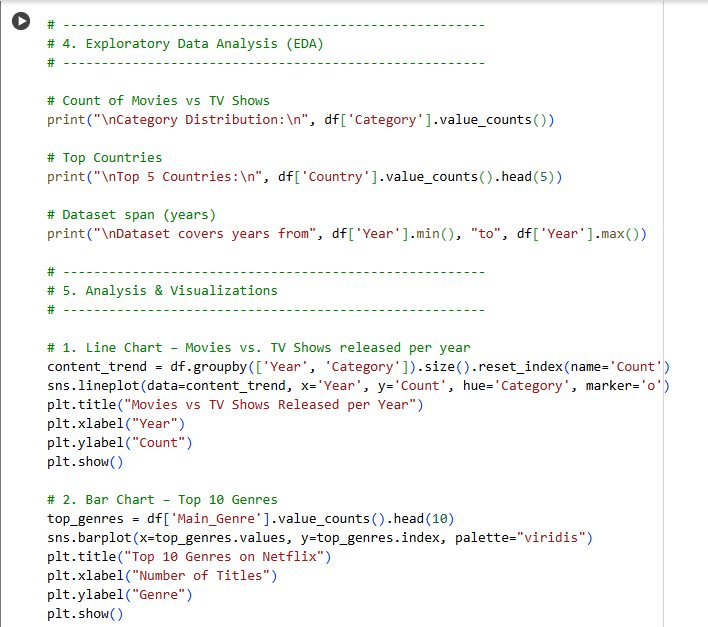 # -------------------------------------------------------
# 4. Exploratory Data Analysis (EDA)
# -------------------------------------------------------
# Count of Movies vs TV Shows
print("\nCategory Distribution:\n", df['Category'].value_counts())
# Top Countries
print("\nTop 5 Countries:\n", df['Country'].value_counts().head(5))
# Dataset span (years)
print("\nDataset covers years from", df['Year'].min(), "to", df['Year'].max())
# -------------------------------------------------------
# 5. Analysis & Visualizations
# -------------------------------------------------------
# 1. Line Chart – Movies vs. TV Shows released per year
content_trend = df.groupby(['Year', 'Category']).size().reset_index(name='Count')
sns.lineplot(data=content_trend, x='Year', y='Count', hue='Category', marker='o')
plt.title("Movies vs TV Shows Released per Year")
plt.xlabel("Year")
plt.ylabel("Count")
plt.show()
# 2. Bar Chart – Top 10 Genres
top_genres = df['Main_Genre'].value_counts().head(10)
sns.barplot(x=top_genres.values, y=top_genres.index, palette="viridis")
plt.title("Top 10 Genres on Netflix")
plt.xlabel("Number of Titles")
plt.ylabel("Genre")
plt.show()